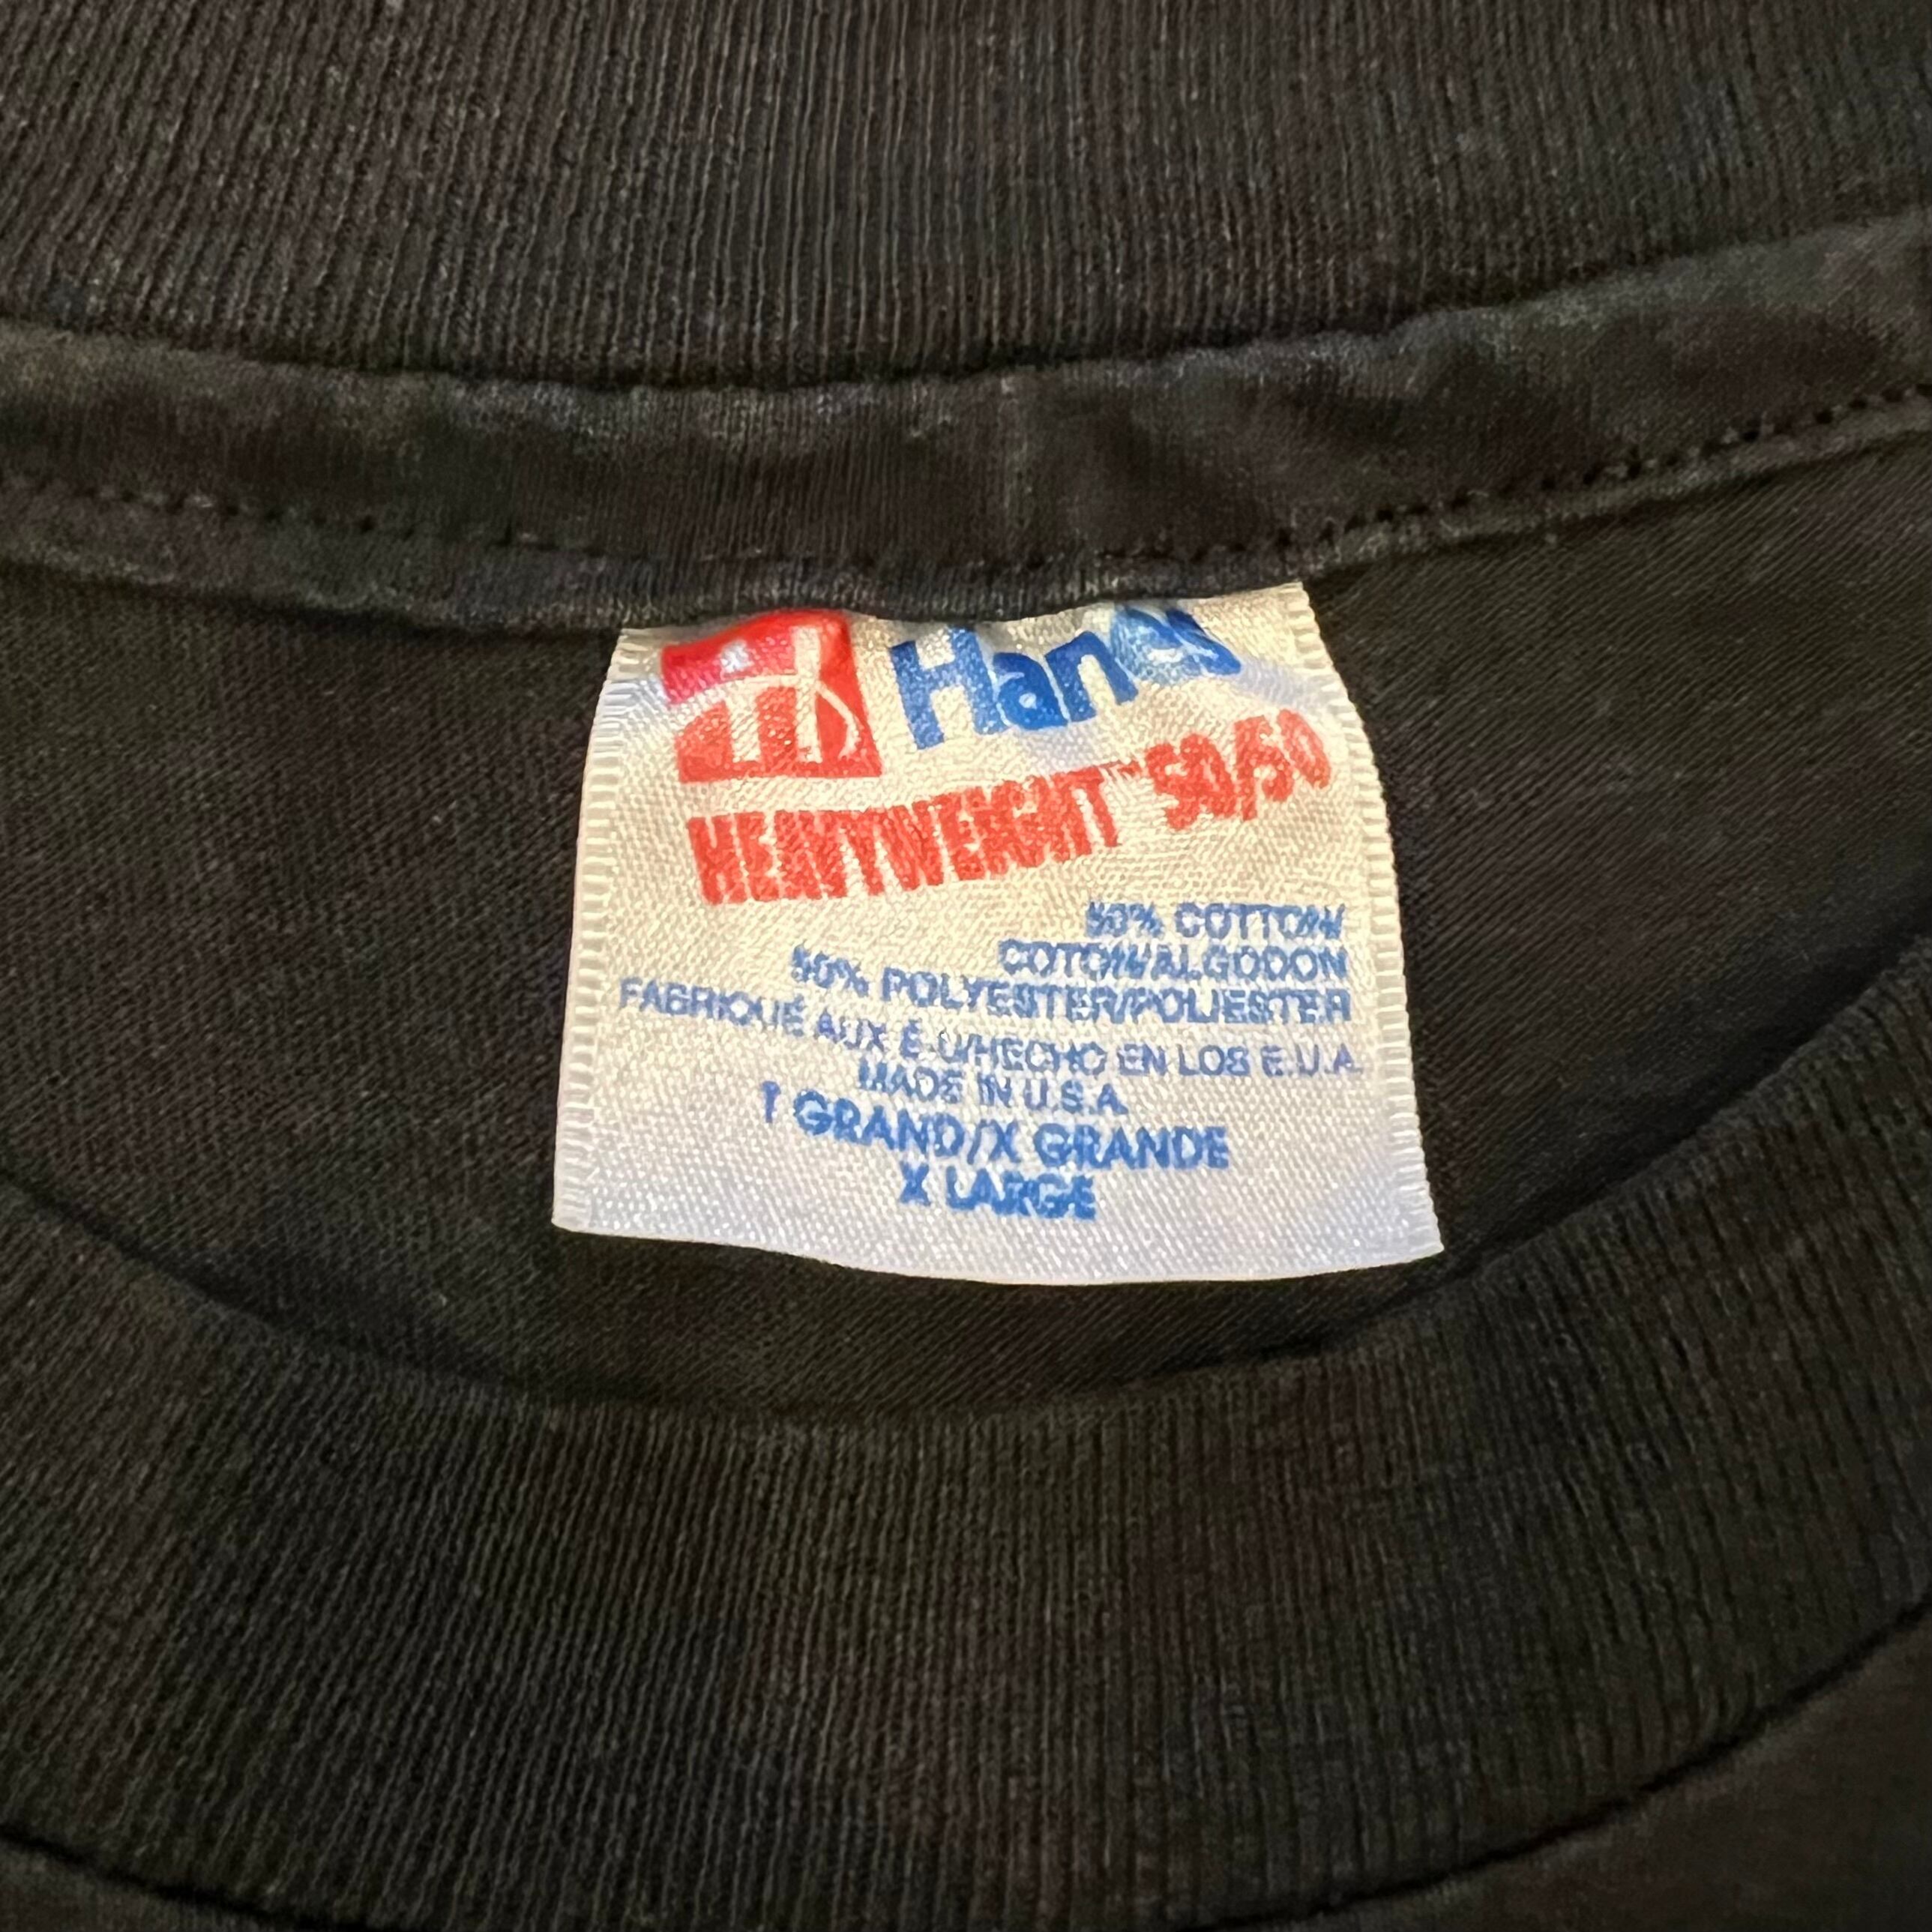 Hanes
HEAVYWEIGHT™ 50/50
50% COTTON/
COTON/ALGODON
50% POLYESTER/POLIESTER
FABRIQUÉ AUX É-U/HECHO EN LOS E.U.A.
MADE IN U.S.A.
T GRAND/X GRANDE
X LARGE